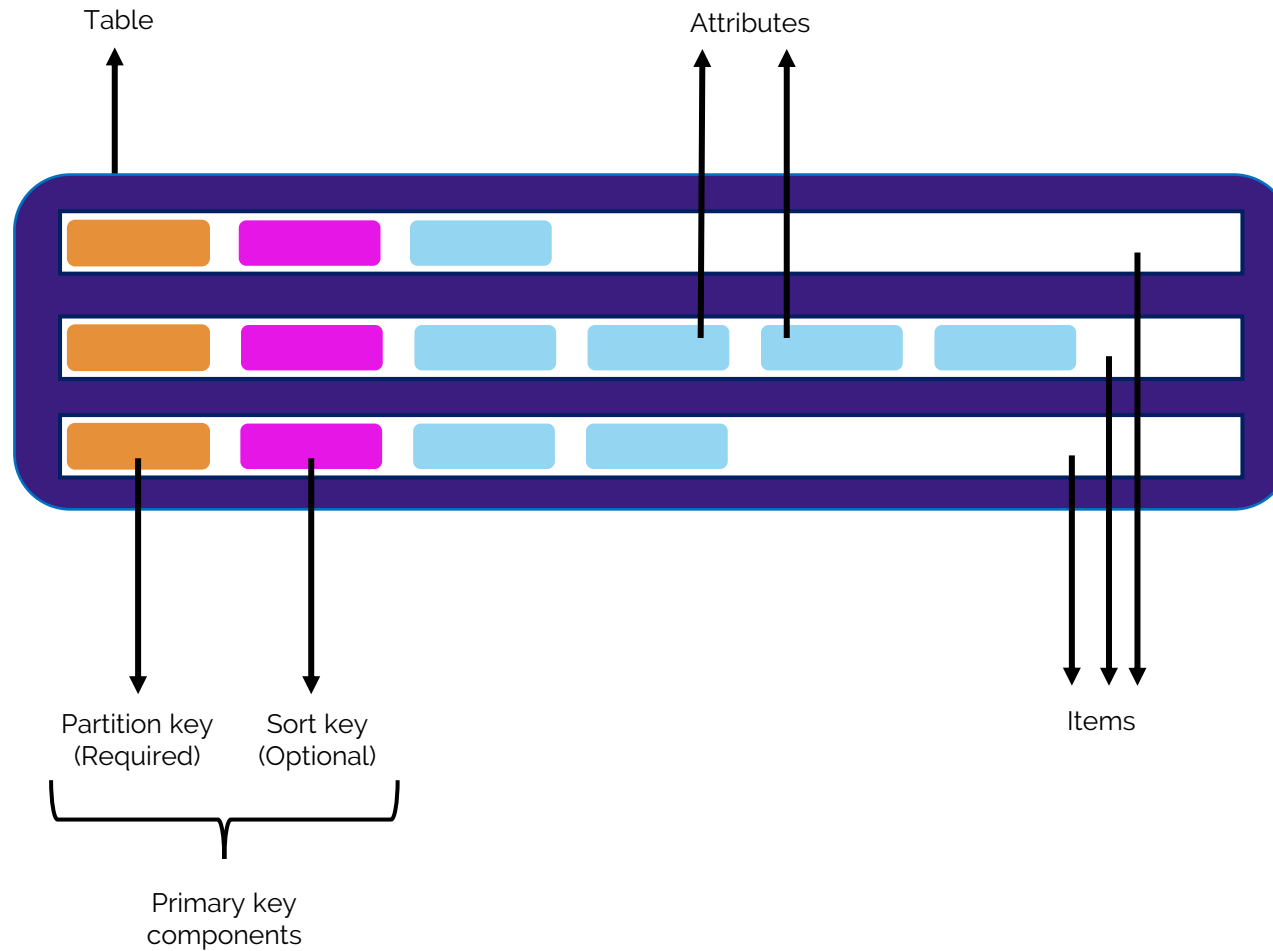 Table
Attributes
Partition key
(Required)
Sort key
(Optional)
Items
Primary key
components